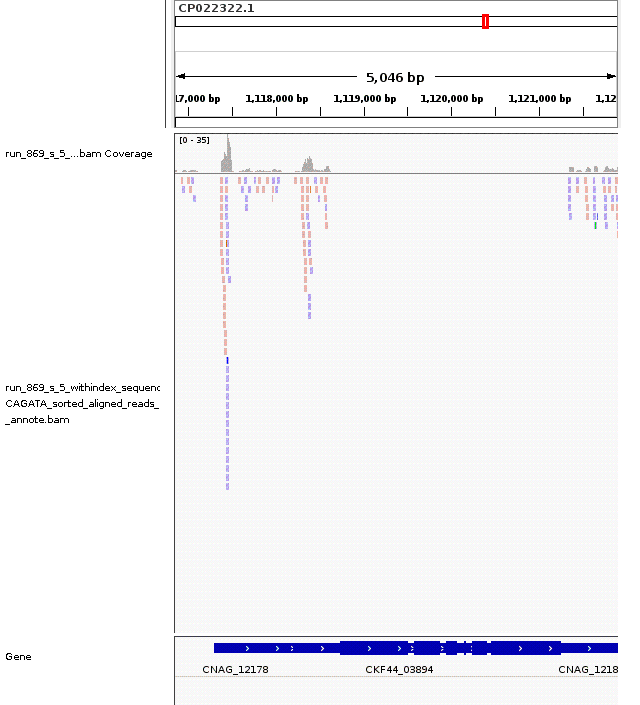 CP022322.1
5,046 bp
17,000 bp 1,118,000 bp 1,119,000 bp 1,120,000 bp 1,121,000 bp 1,12
[0 - 35]
run_869_s_5_...bam Coverage
run_869_s_5_withindex_sequenc
CAGATA_sorted_aligned_reads_
_annote.bam
Gene
CNAG_12178 CKF44_03894 CNAG_1218